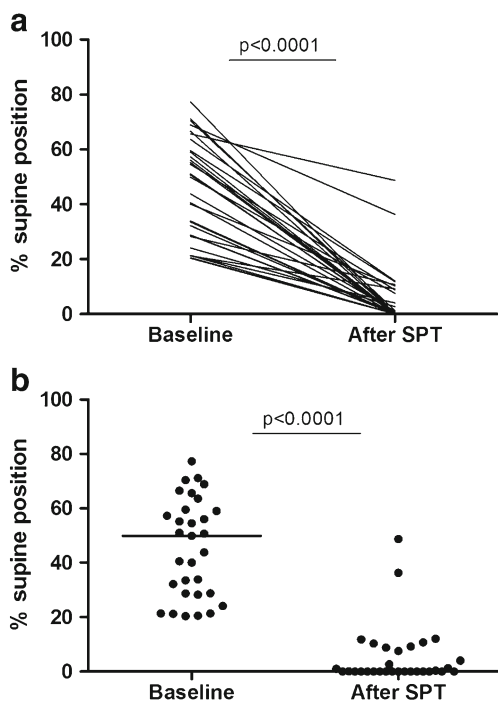 a
p<0.0001
100
80
60
40
20
0
% supine position
Baseline After SPT
b
p<0.0001
100
80
60
40
20
0
% supine position
Baseline After SPT